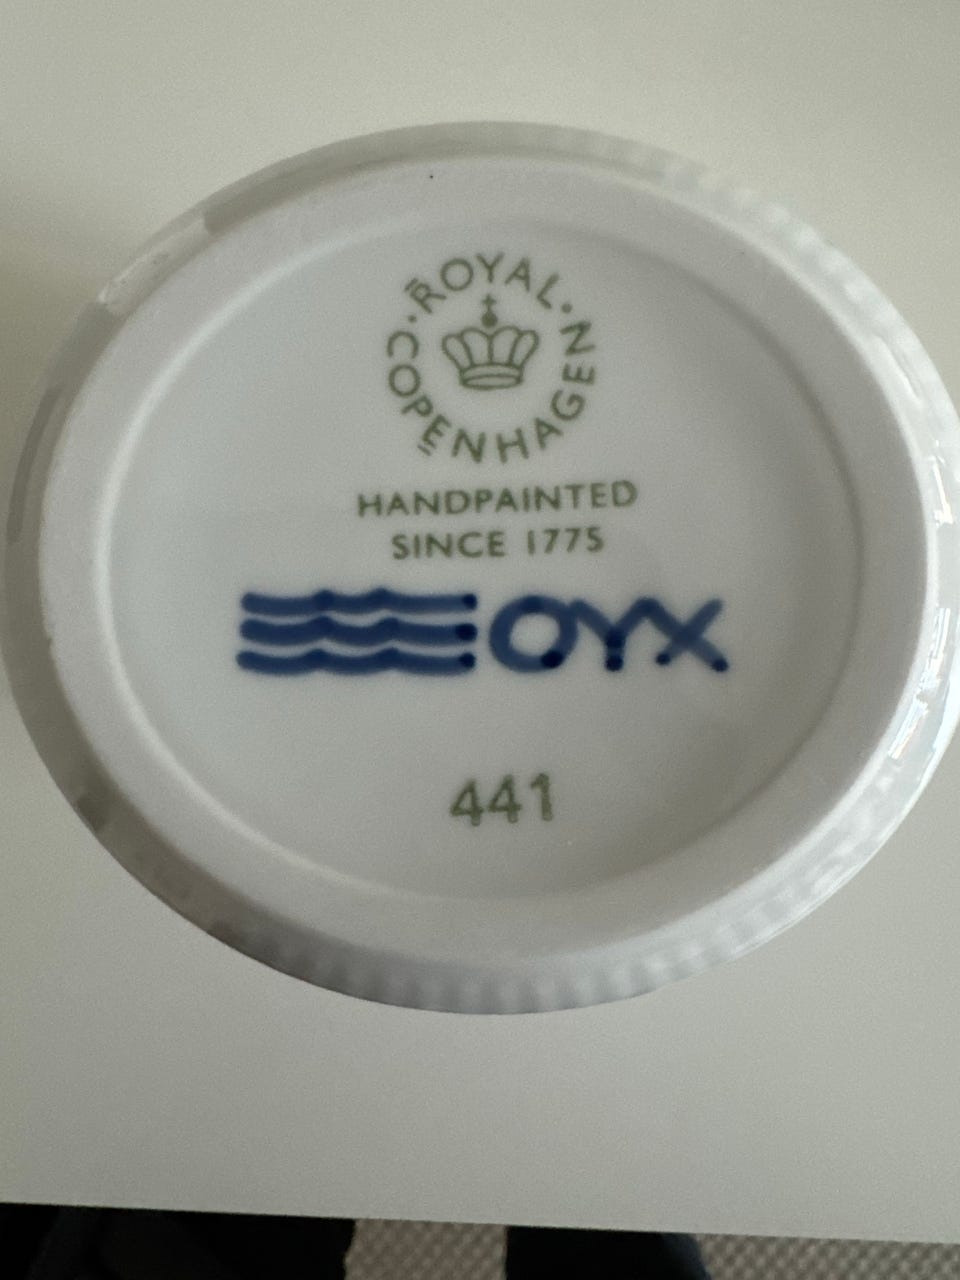 ROYAL
COPENHAGEN
HANDPAINTED
SINCE 1775
OYX
441